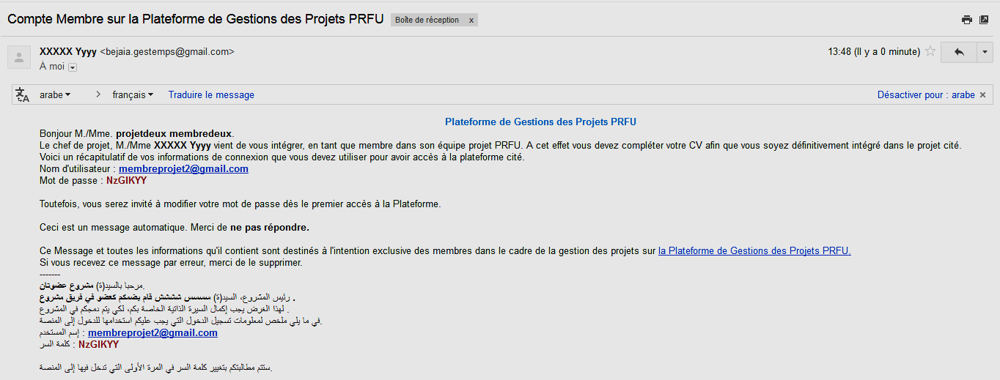 Compte Membre sur la Plateforme de Gestions des Projets PRFU Boîte de réception x
XXXXX Yyyy <bejaia.gestemps@gmail.com> 13:48 (Il y a 0 minute)
À moi
arabe > français Traduire le message Désactiver pour : arabe ×
Plateforme de Gestions des Projets PRFU
Bonjour M./Mme. projetdeux membredeux.
Le chef de projet, M./Mme XXXXX Yyyy vient de vous intégrer, en tant que membre dans son équipe projet PRFU. A cet effet vous devez compléter votre CV afin que vous soyez définitivement intégré dans le projet cité.
Voici un récapitulatif de vos informations de connexion que vous devez utiliser pour avoir accès à la plateforme cité.
Nom d'utilisateur : membreprojet2@gmail.com
Mot de passe : NzGIKYY
Toutefois, vous serez invité à modifier votre mot de passe dès le premier accès à la Plateforme.
Ceci est un message automatique. Merci de ne pas répondre.
Ce Message et toutes les informations qu'il contient sont destinés à l'intention exclusive des membres dans le cadre de la gestion des projets sur la Plateforme de Gestions des Projets PRFU.
Si vous recevez ce message par erreur, merci de le supprimer.
-------
مرحبا بالسيد(ة) مشروع عضوتان.
رئيس المشروع، السيد(ة) سسسس شششش قام بضمكم كعضو في فريق مشروع .
لهذا الغرض يجب إكمال السيرة الذاتية الخاصة بكم، لكي يتم دمجكم في المشروع .
في ما يلي ملخص لمعلومات تسجيل الدخول التي يجب عليكم استخدامها للدخول إلى المنصة.
إسم المستخدم : membreprojet2@gmail.com
كلمة السر : NzGIKYY
ستتم مطالبتكم بتغيير كلمة السر في المرة الأولى التي تدخل فيها إلى المنصة.